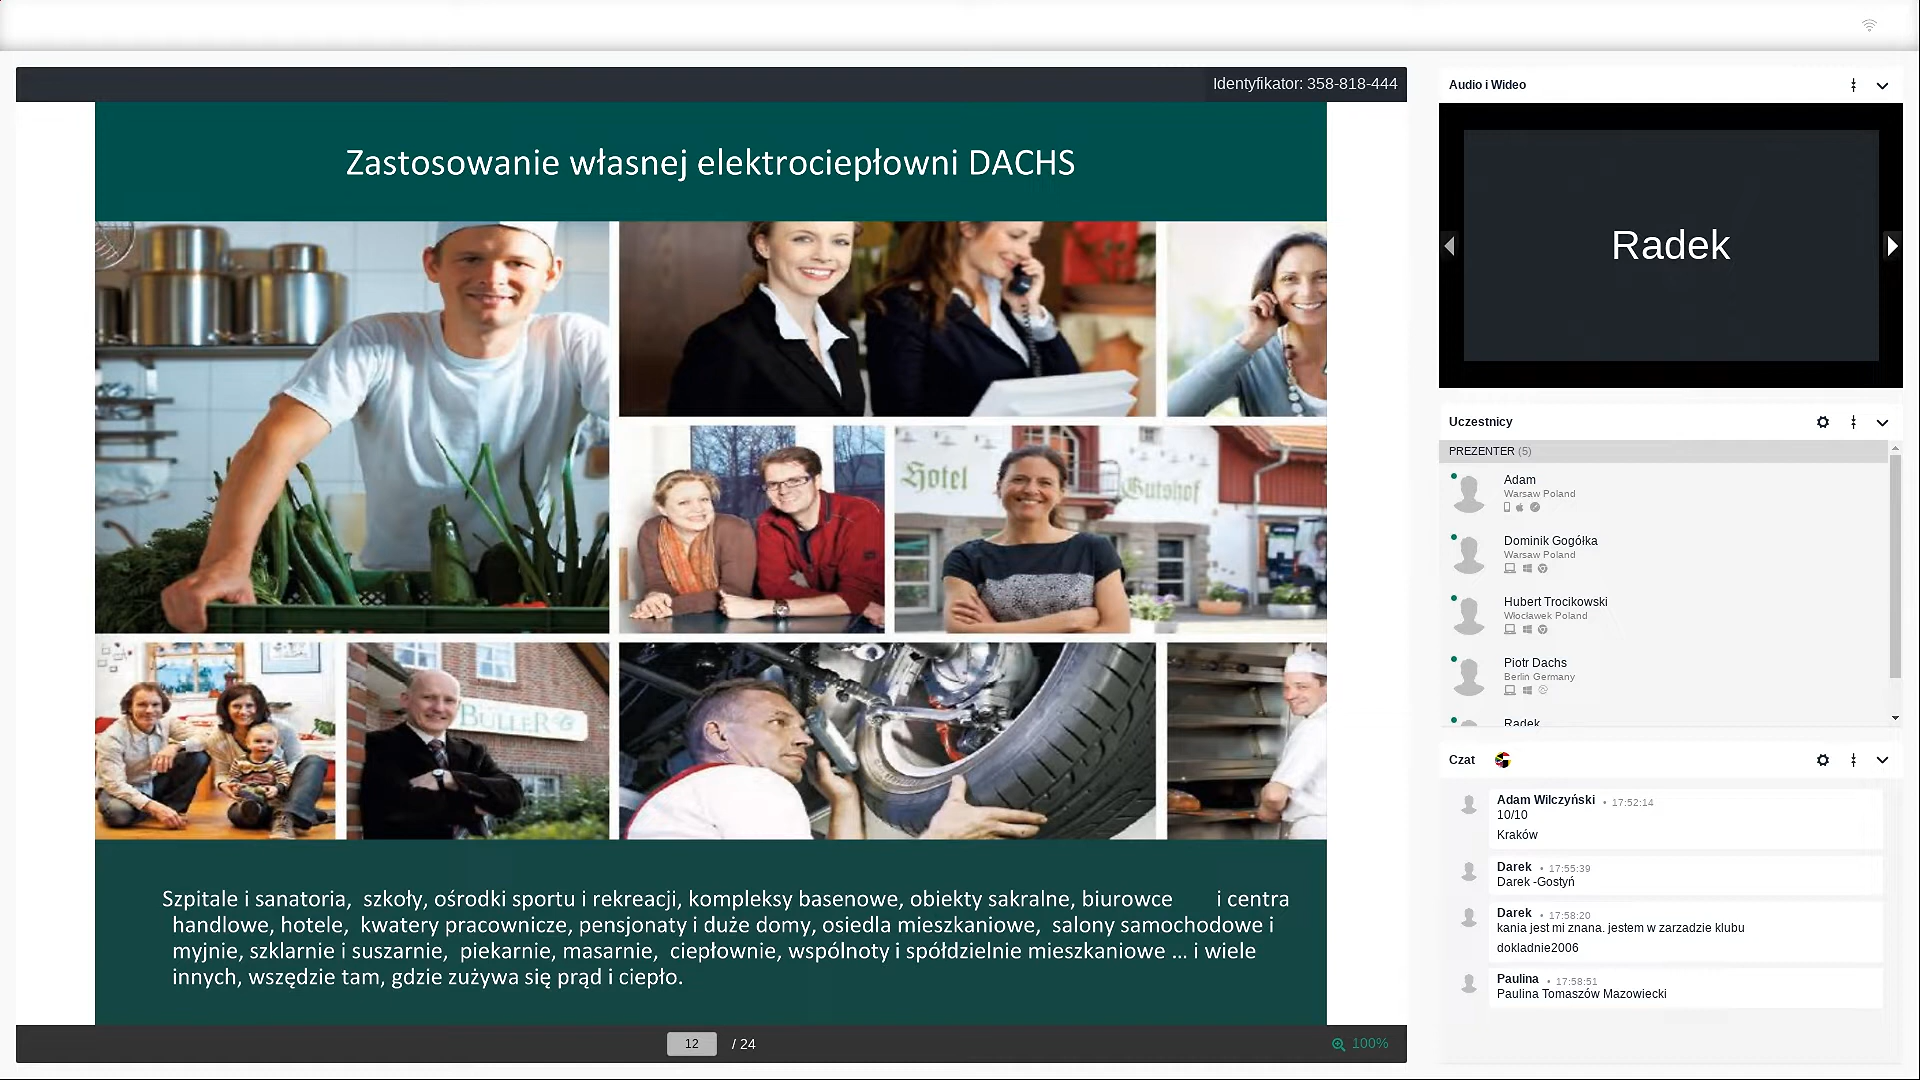 Identyfikator: 358-818-444
Zastosowanie własnej elektrociepłowni DACHS
Hotel
Gutshof
BÜLLER
Szpitale i sanatoria, szkoły, ośrodki sportu i rekreacji, kompleksy basenowe, obiekty sakralne, biurowce i centra
handlowe, hotele, kwatery pracownicze, pensjonaty i duże domy, osiedla mieszkaniowe, salony samochodowe i
myjnie, szklarnie i suszarnie, piekarnie, masarnie, ciepłownie, wspólnoty i spółdzielnie mieszkaniowe ... i wiele
innych, wszędzie tam, gdzie zużywa się prąd i ciepło.
12 / 24
100%
Audio i Wideo
Radek
Uczestnicy
PREZENTER (5)
Adam
Warsaw Poland
Dominik Gogółka
Warsaw Poland
Hubert Trocikowski
Włocławek Poland
Piotr Dachs
Berlin Germany
Radek
Czat
Adam Wilczyński • 17:52:14
10/10
Kraków
Darek • 17:55:39
Darek -Gostyń
Darek • 17:58:20
kania jest mi znana. jestem w zarzadzie klubu
dokladnie2006
Paulina • 17:58:51
Paulina Tomaszów Mazowiecki